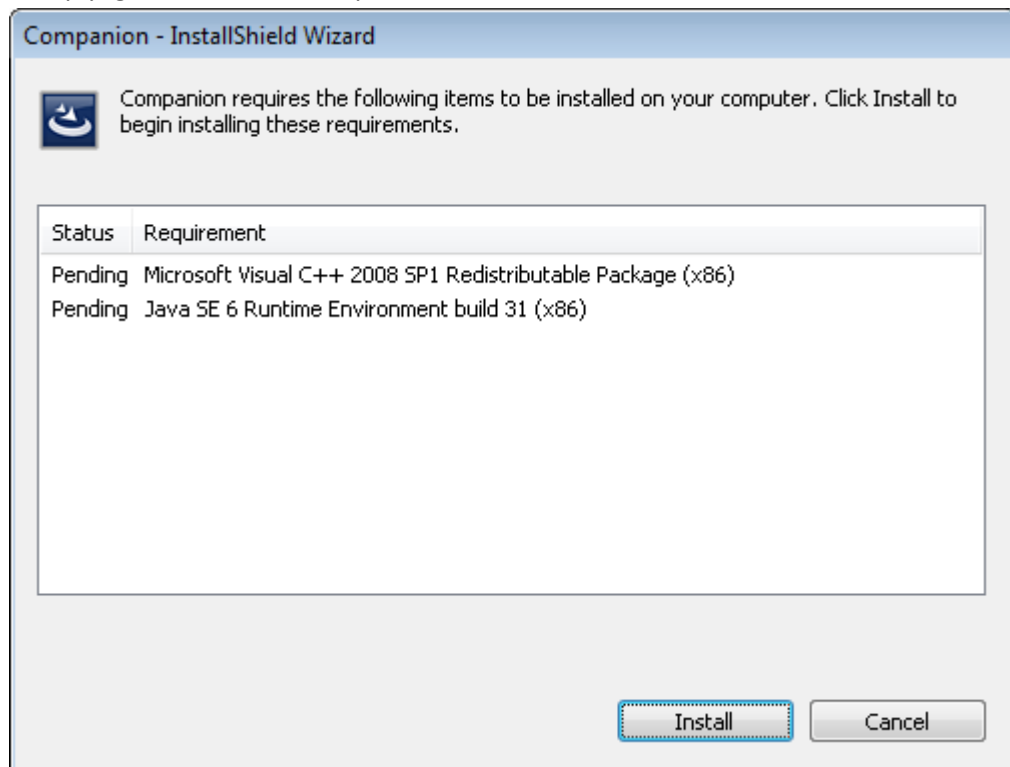 Companion - InstallShield Wizard
Companion requires the following items to be installed on your computer. Click Install to
begin installing these requirements.
Status Requirement
Pending Microsoft Visual C++ 2008 SP1 Redistributable Package (x86)
Pending Java SE 6 Runtime Environment build 31 (x86)
Install Cancel